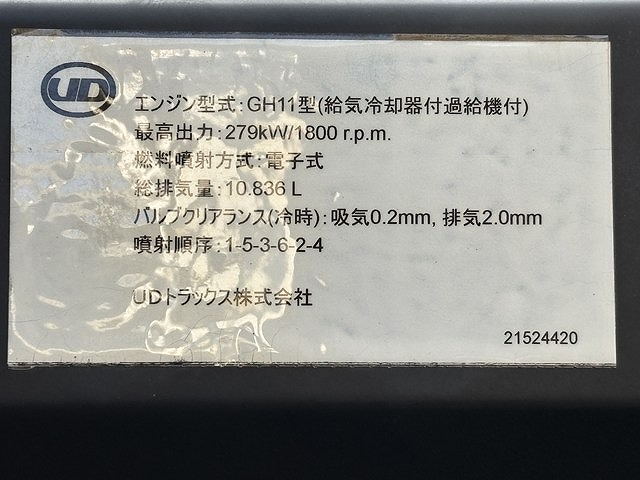 UD
エンジン型式:GH11型(給気冷却器付過給機付)
最高出力:279kW/1800 r.p.m.
燃料噴射方式:電子式
総排気量:10.836 L
バルブクリアランス(冷時):吸気0.2mm, 排気2.0mm
噴射順序:1-5-3-6-2-4
UDトラックス株式会社
21524420